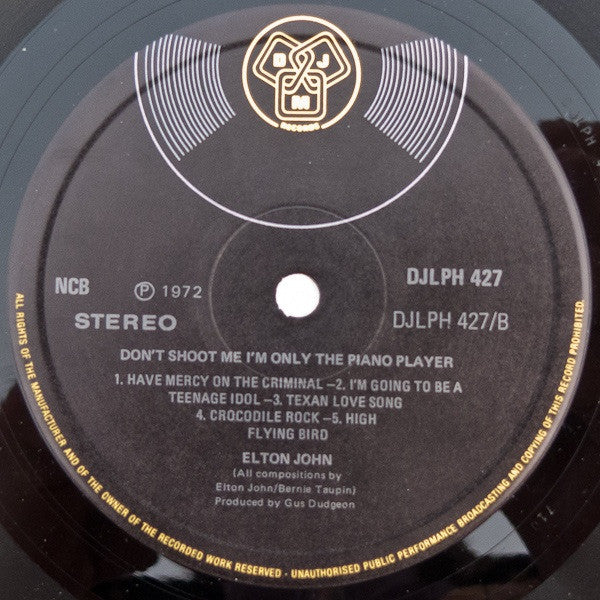 D J
M
RECORDS
NCB
Ⓟ 1972
STEREO
DJLPH 427
DJLPH 427/B
DON'T SHOOT ME I'M ONLY THE PIANO PLAYER
1. HAVE MERCY ON THE CRIMINAL –2. I'M GOING TO BE A
TEENAGE IDOL –3. TEXAN LOVE SONG
4. CROCODILE ROCK –5. HIGH
FLYING BIRD
ELTON JOHN
(All compositions by
Elton John/Bernie Taupin)
Produced by Gus Dudgeon
ALL RIGHTS OF THE MANUFACTURER AND OF THE OWNER OF THE RECORDED WORK RESERVED - UNAUTHORISED PUBLIC PERFORMANCE BROADCASTING AND COPYING OF THIS RECORD PROHIBITED.
DJLPH